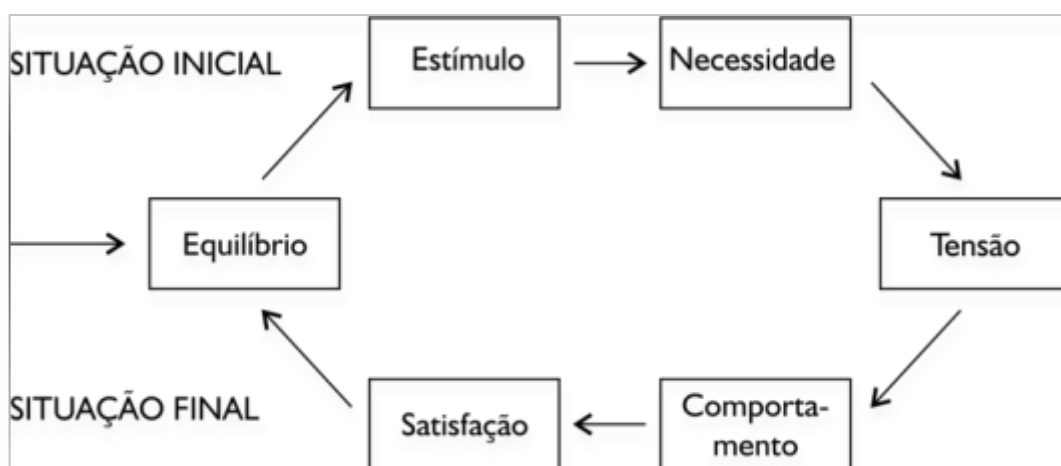 SITUAÇÃO INICIAL
Estímulo
Necessidade
Equilíbrio
Tensão
SITUAÇÃO FINAL
Satisfação
Comporta-
mento